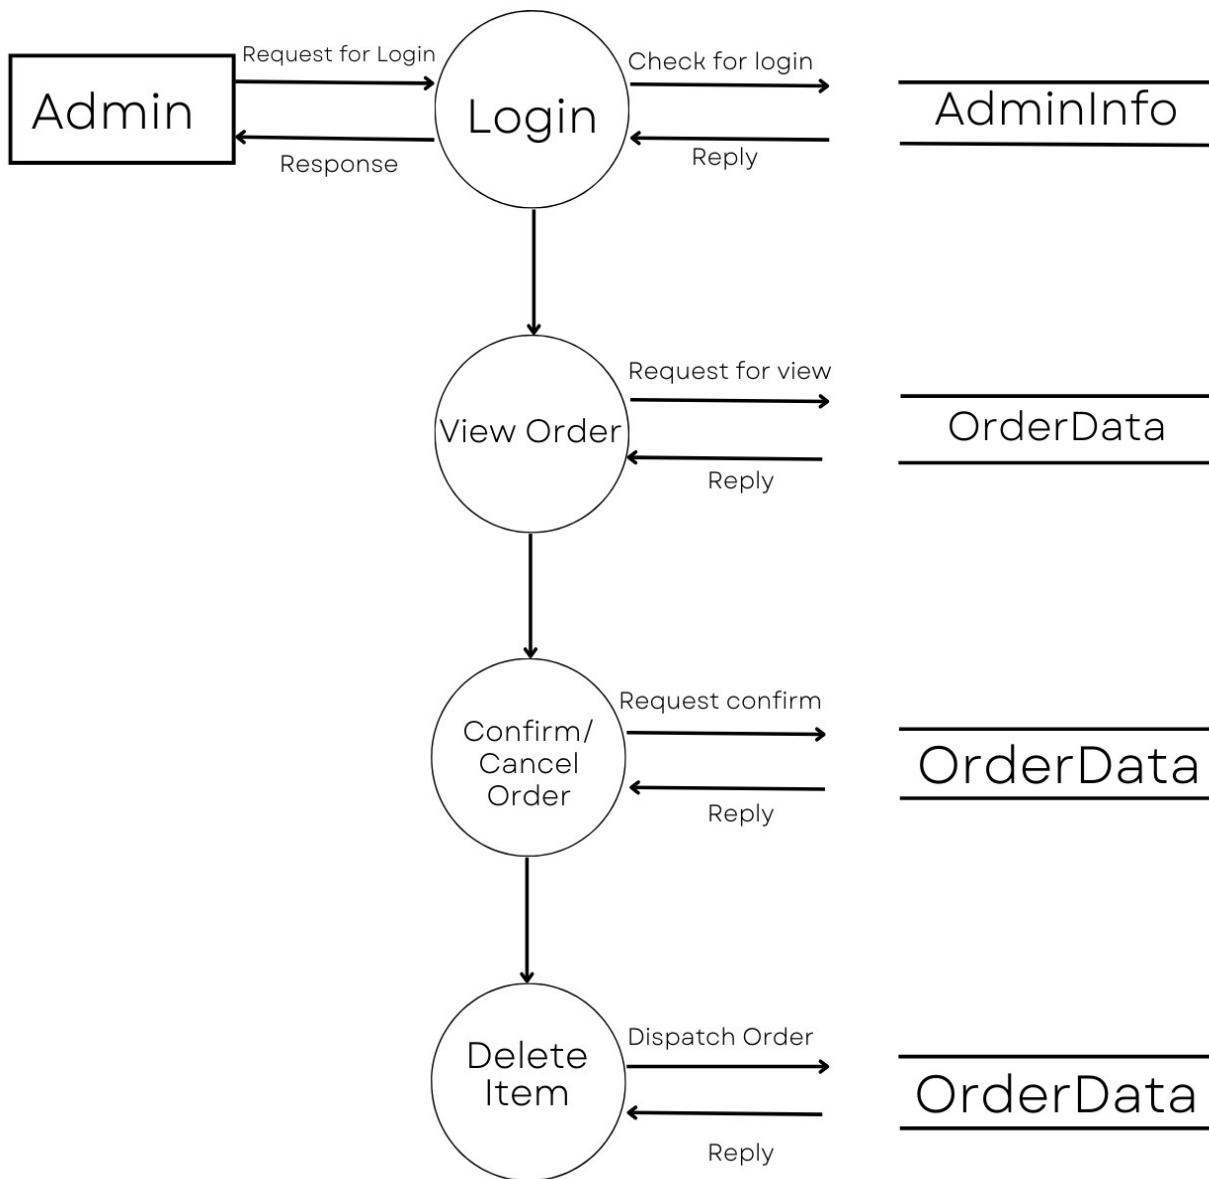 Request for Login
Check for login
Admin
Login
AdminInfo
Response
Reply
Request for view
View Order
OrderData
Reply
Request confirm
Confirm/
Cancel
Order
OrderData
Reply
Dispatch Order
Delete
Item
OrderData
Reply